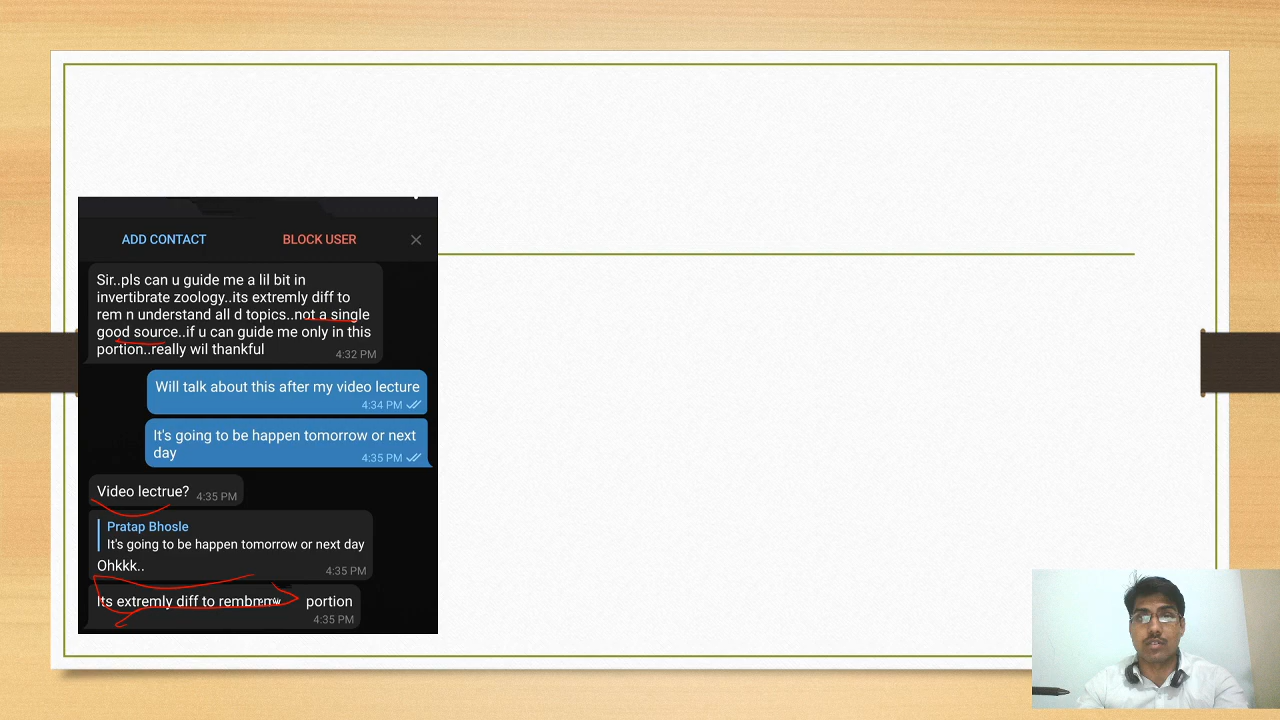 ADD CONTACT BLOCK USER
Sir..pls can u guide me a lil bit in
invertibrate zoology..its extremly diff to
rem n understand all d topics..not a single
good source..if u can guide me only in this
portion..really wil thankful
4:32 PM
Will talk about this after my video lecture
4:34 PM
It's going to be happen tomorrow or next
day
4:35 PM
Video lectrue? 4:35 PM
Pratap Bhosle
It's going to be happen tomorrow or next day
Ohkkk..
4:35 PM
Its extremly diff to portion
4:35 PM